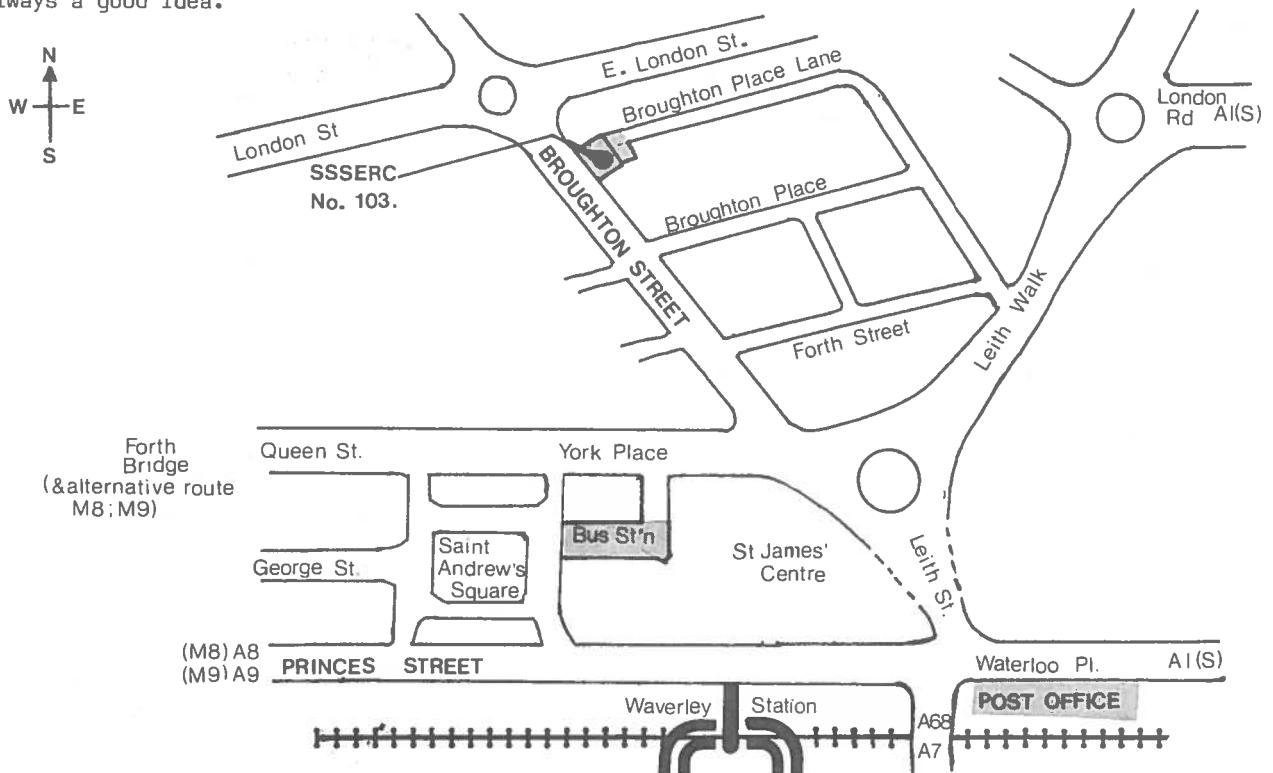 always a good idea.
N
W E
S
E. London St.
Broughton Place Lane
London
Rd A1(S)
London St
SSSERC
No. 103.
BROUGHTON STREET
Broughton Place
Leith Walk
Forth Street
Forth
Bridge
(&alternative route
M8; M9)
Queen St.
York Place
Bus St'n
Saint
Andrew's
Square
St James'
Centre
Leith St.
George St.
(M8) A8
(M9) A9
PRINCES STREET
Waterloo Pl.
A1(S)
POST OFFICE
Waverley Station
A68
A7